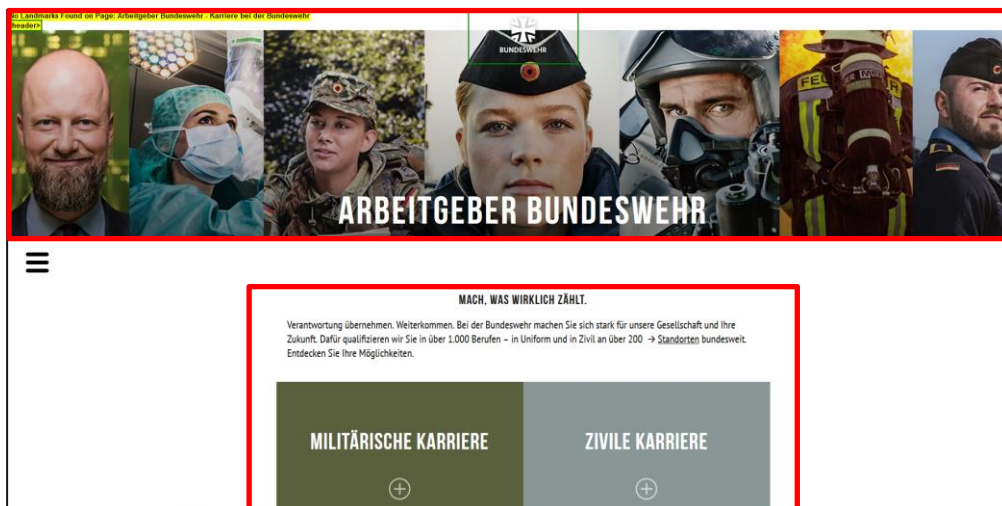 No Landmarks Found on Page: Arbeitgeber Bundeswehr - Karriere bei der Bundeswehr
header>
BUNDESWEHR
FEU
ARBEITGEBER BUNDESWEHR
MACH, WAS WIRKLICH ZÄHLT.
Verantwortung übernehmen. Weiterkommen. Bei der Bundeswehr machen Sie sich stark für unsere Gesellschaft und Ihre
Zukunft. Dafür qualifizieren wir Sie in über 1.000 Berufen – in Uniform und in Zivil an über 200 → Standorten bundesweit.
Entdecken Sie Ihre Möglichkeiten.
MILITÄRISCHE KARRIERE
ZIVILE KARRIERE